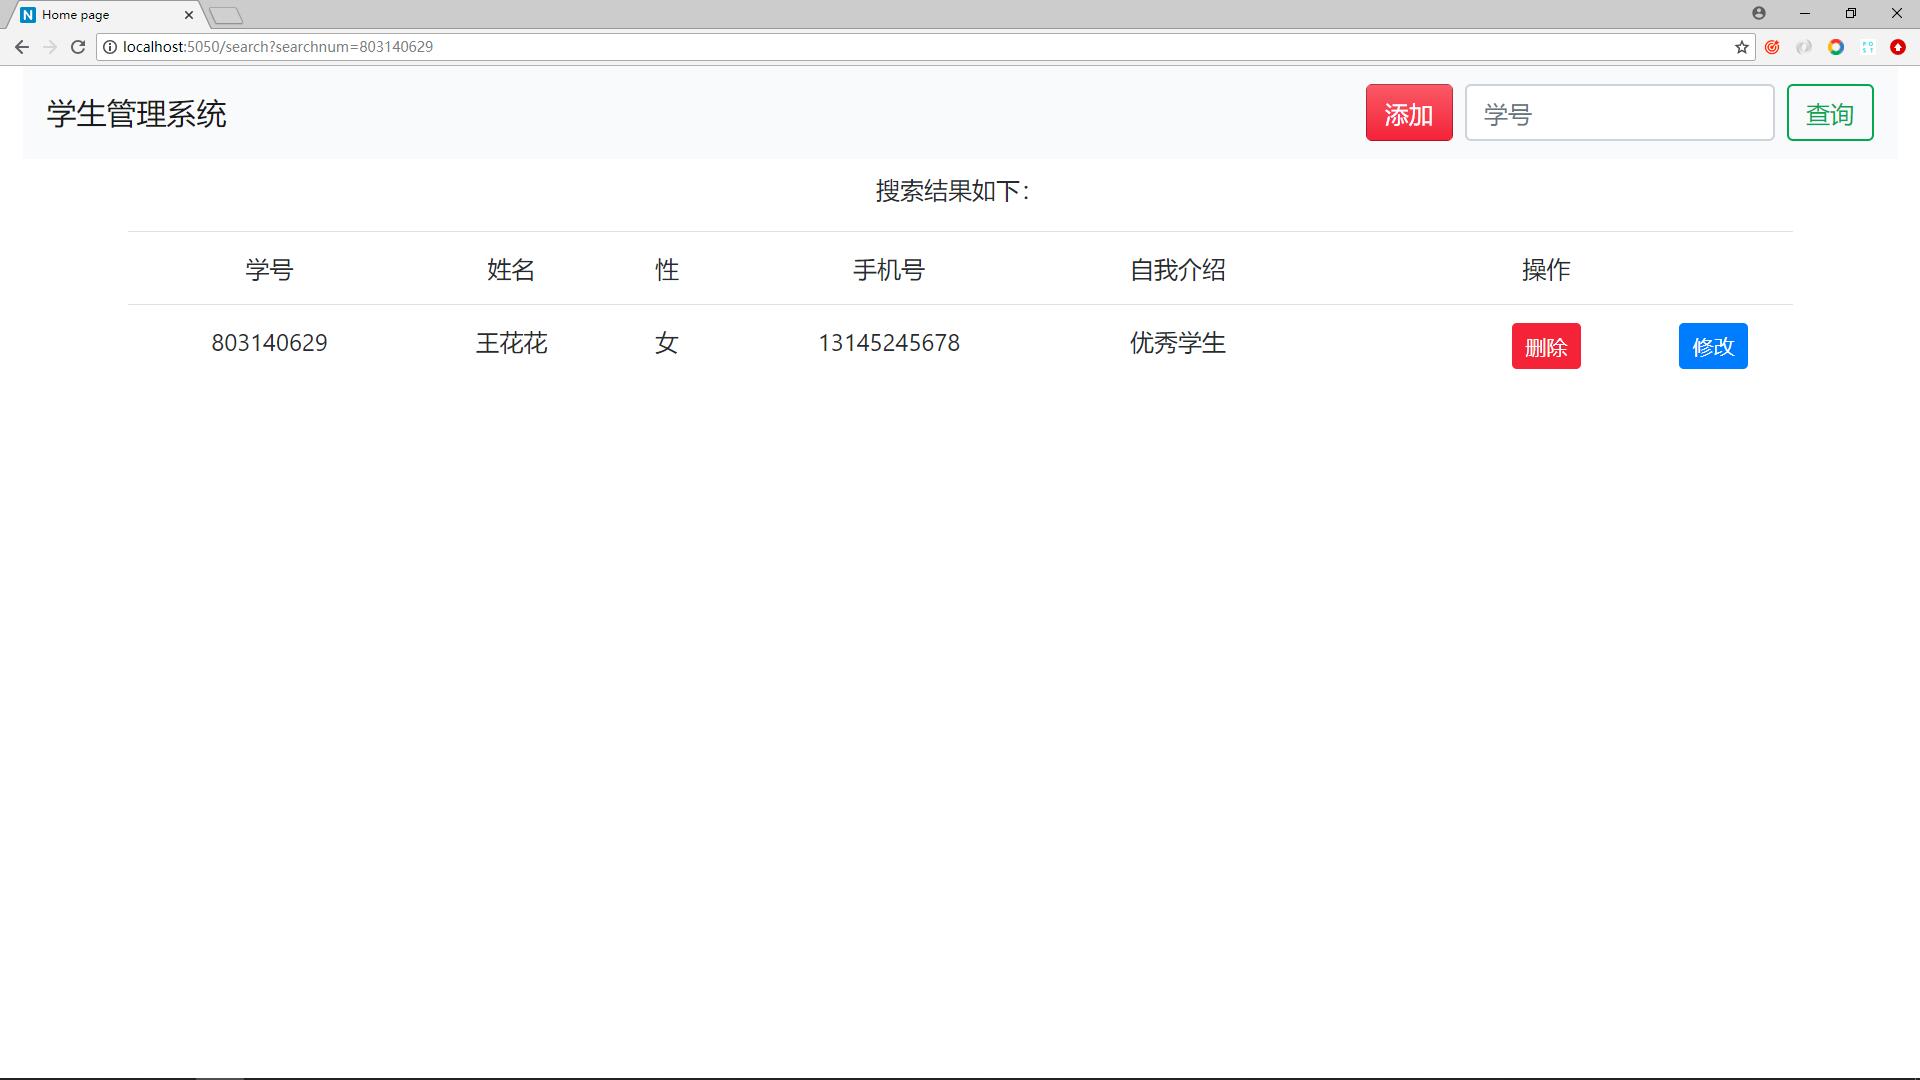 Home page
localhost:5050/search?searchnum=803140629
学生管理系统 添加 学号 查询
搜索结果如下：
学号 姓名 性 手机号 自我介绍 操作
803140629 王花花 女 13145245678 优秀学生 删除 修改